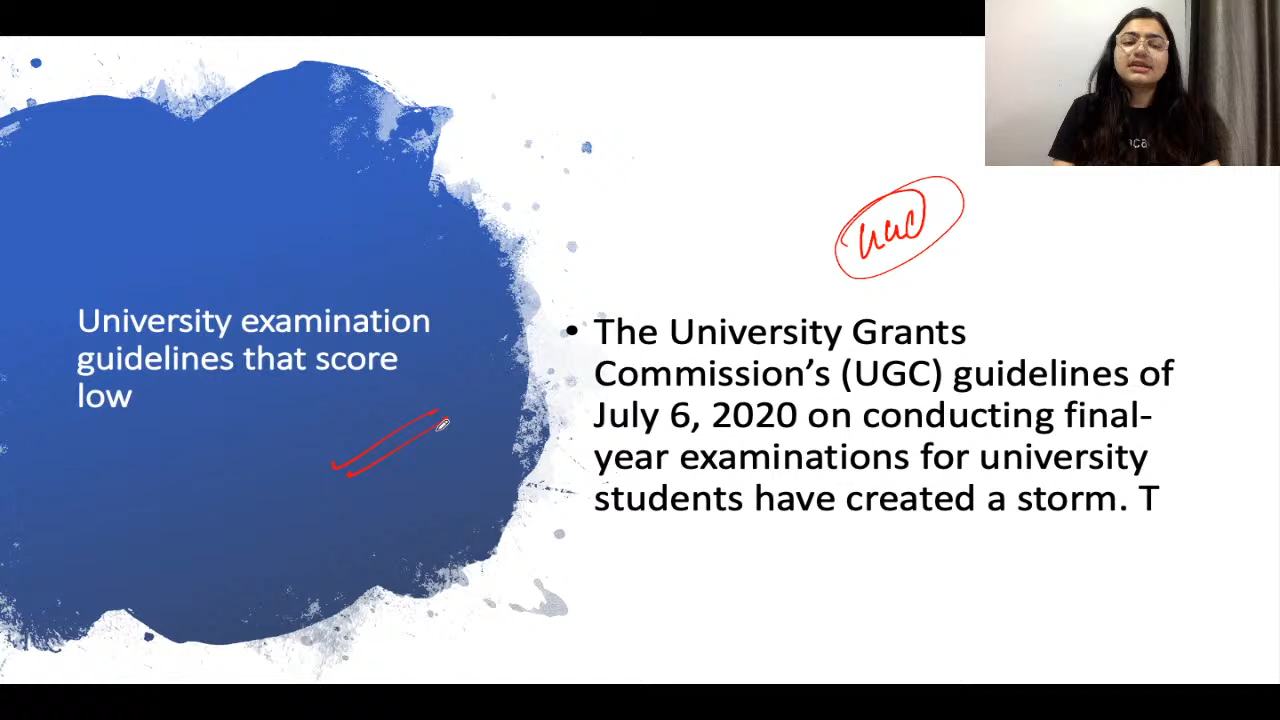 University examination
guidelines that score
low
UGC
• The University Grants
Commission’s (UGC) guidelines of
July 6, 2020 on conducting final-
year examinations for university
students have created a storm. T